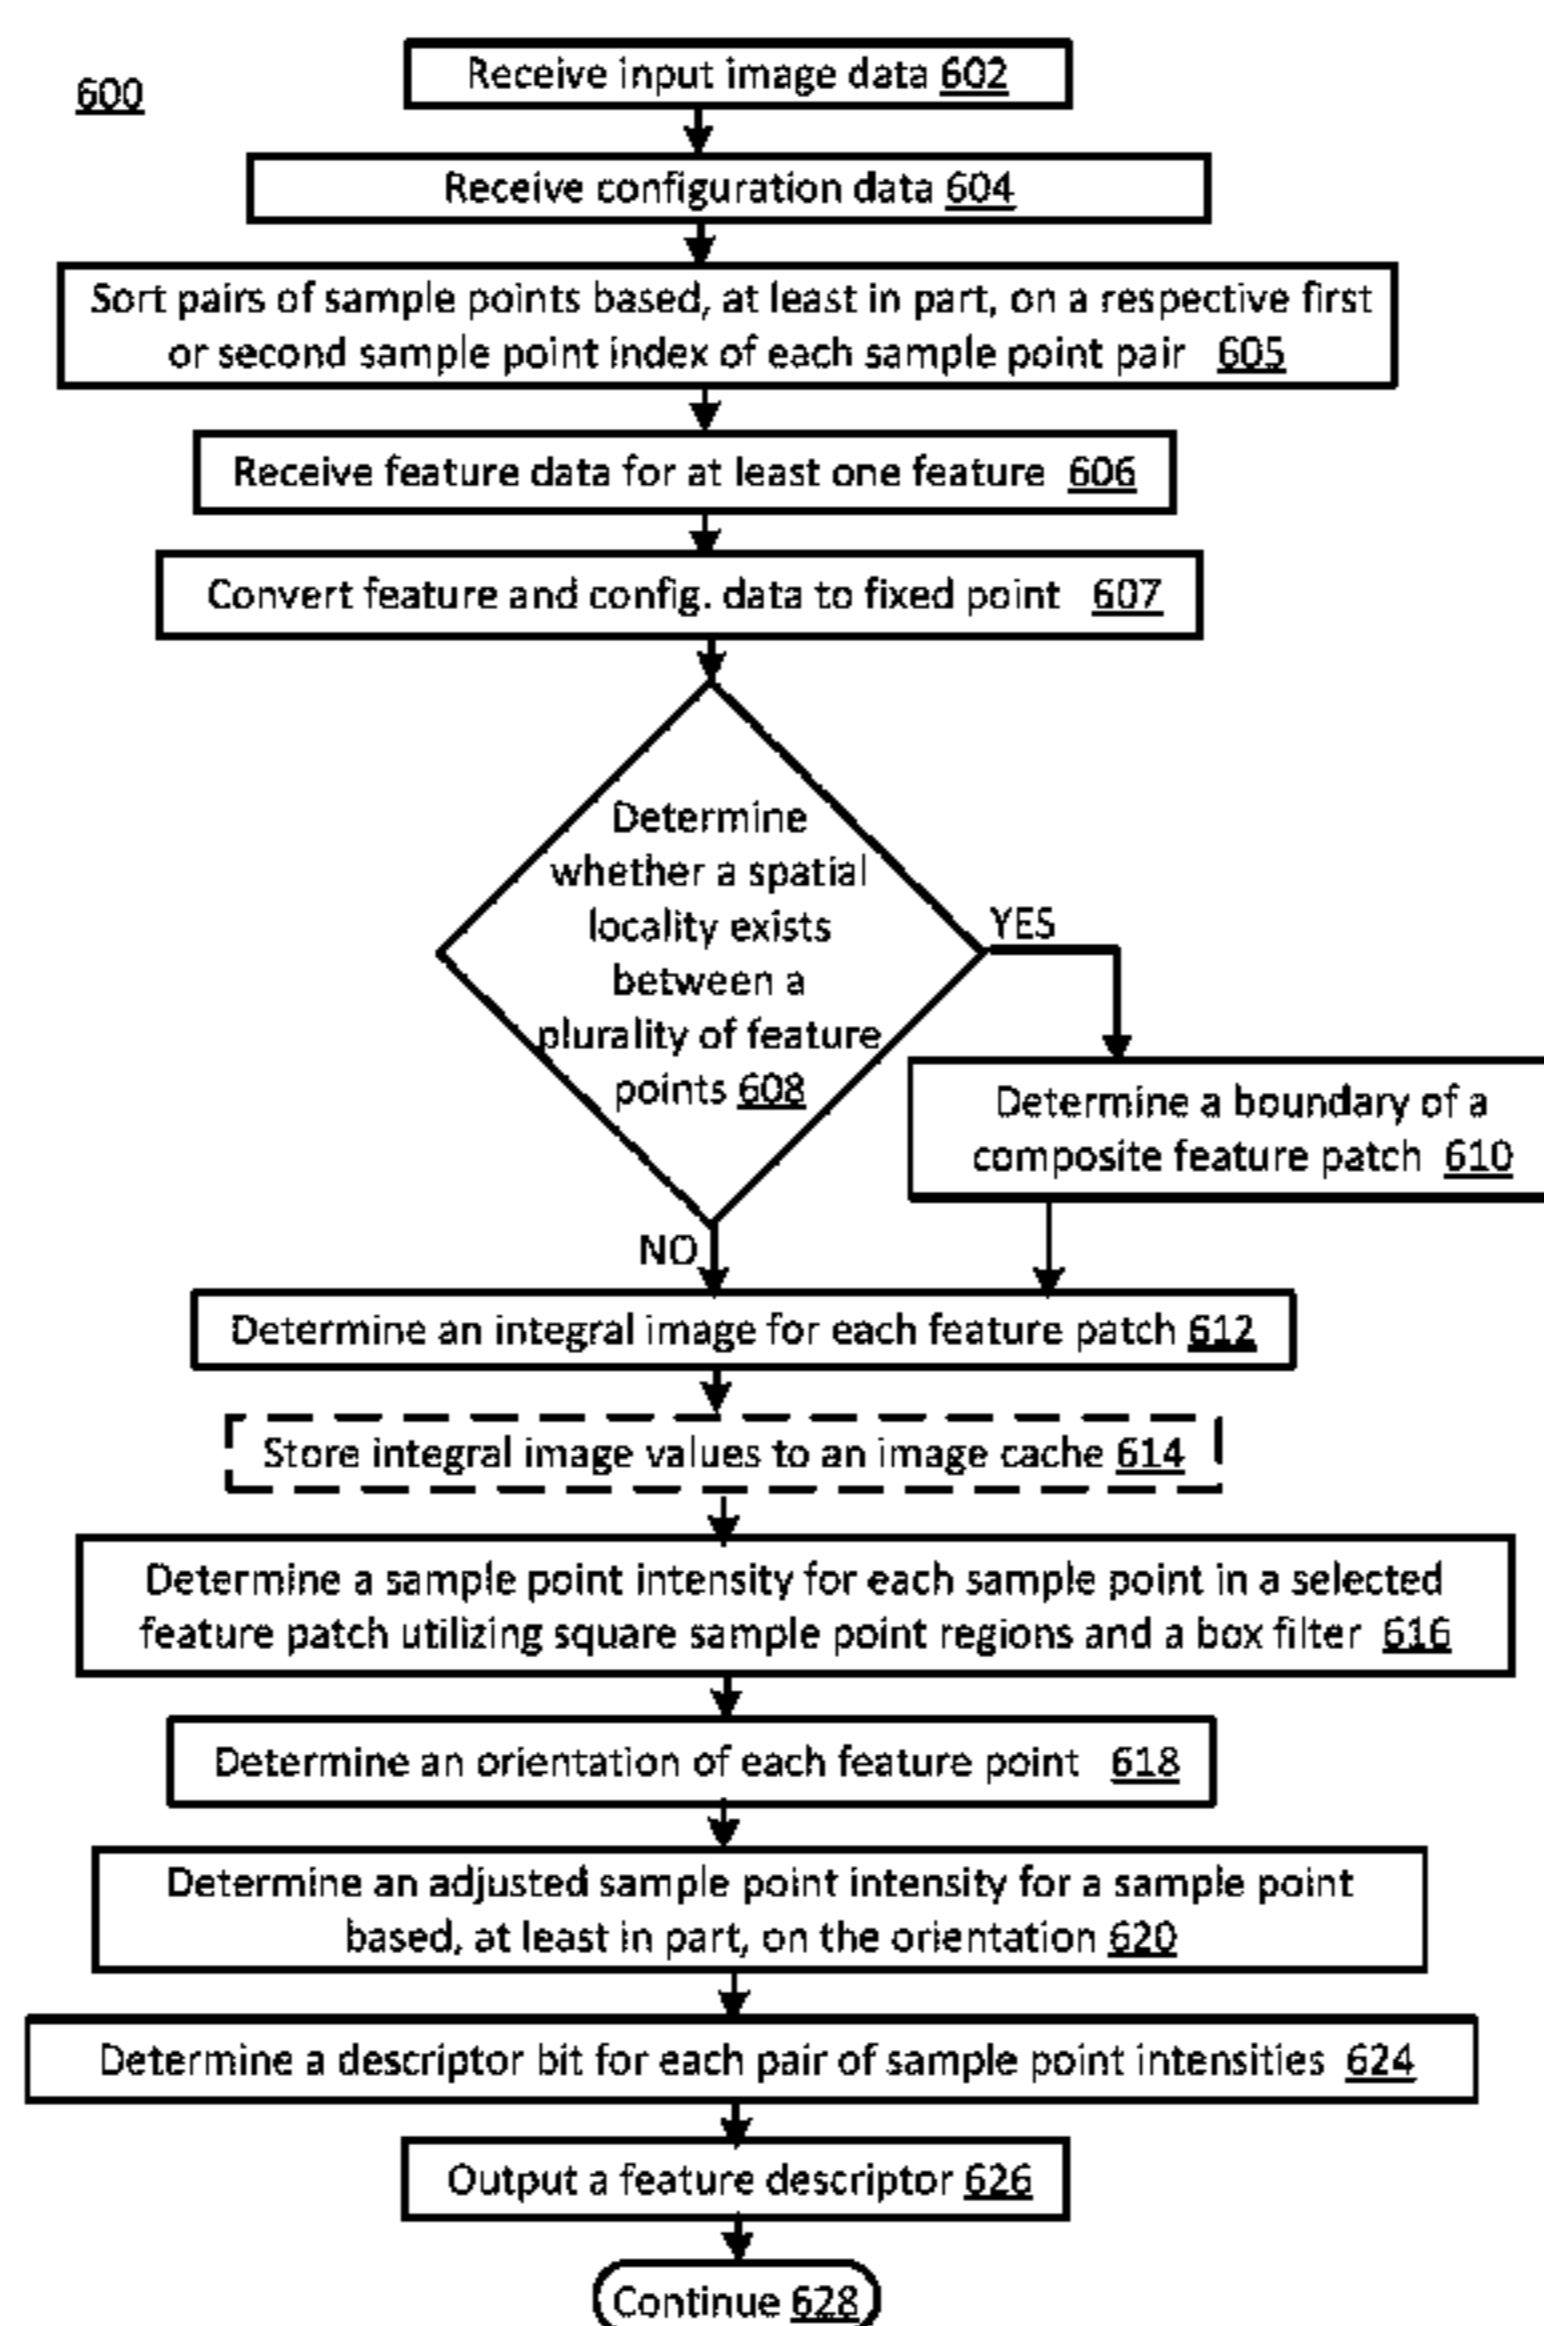 600
Receive input image data 602
Receive configuration data 604
Sort pairs of sample points based, at least in part, on a respective first
or second sample point index of each sample point pair 605
Receive feature data for at least one feature 606
Convert feature and config. data to fixed point 607
Determine
whether a spatial
locality exists
between a
plurality of feature
points 608
YES
Determine a boundary of a
composite feature patch 610
NO
Determine an integral image for each feature patch 612
Store integral image values to an image cache 614
Determine a sample point intensity for each sample point in a selected
feature patch utilizing square sample point regions and a box filter 616
Determine an orientation of each feature point 618
Determine an adjusted sample point intensity for a sample point
based, at least in part, on the orientation 620
Determine a descriptor bit for each pair of sample point intensities 624
Output a feature descriptor 626
Continue 628